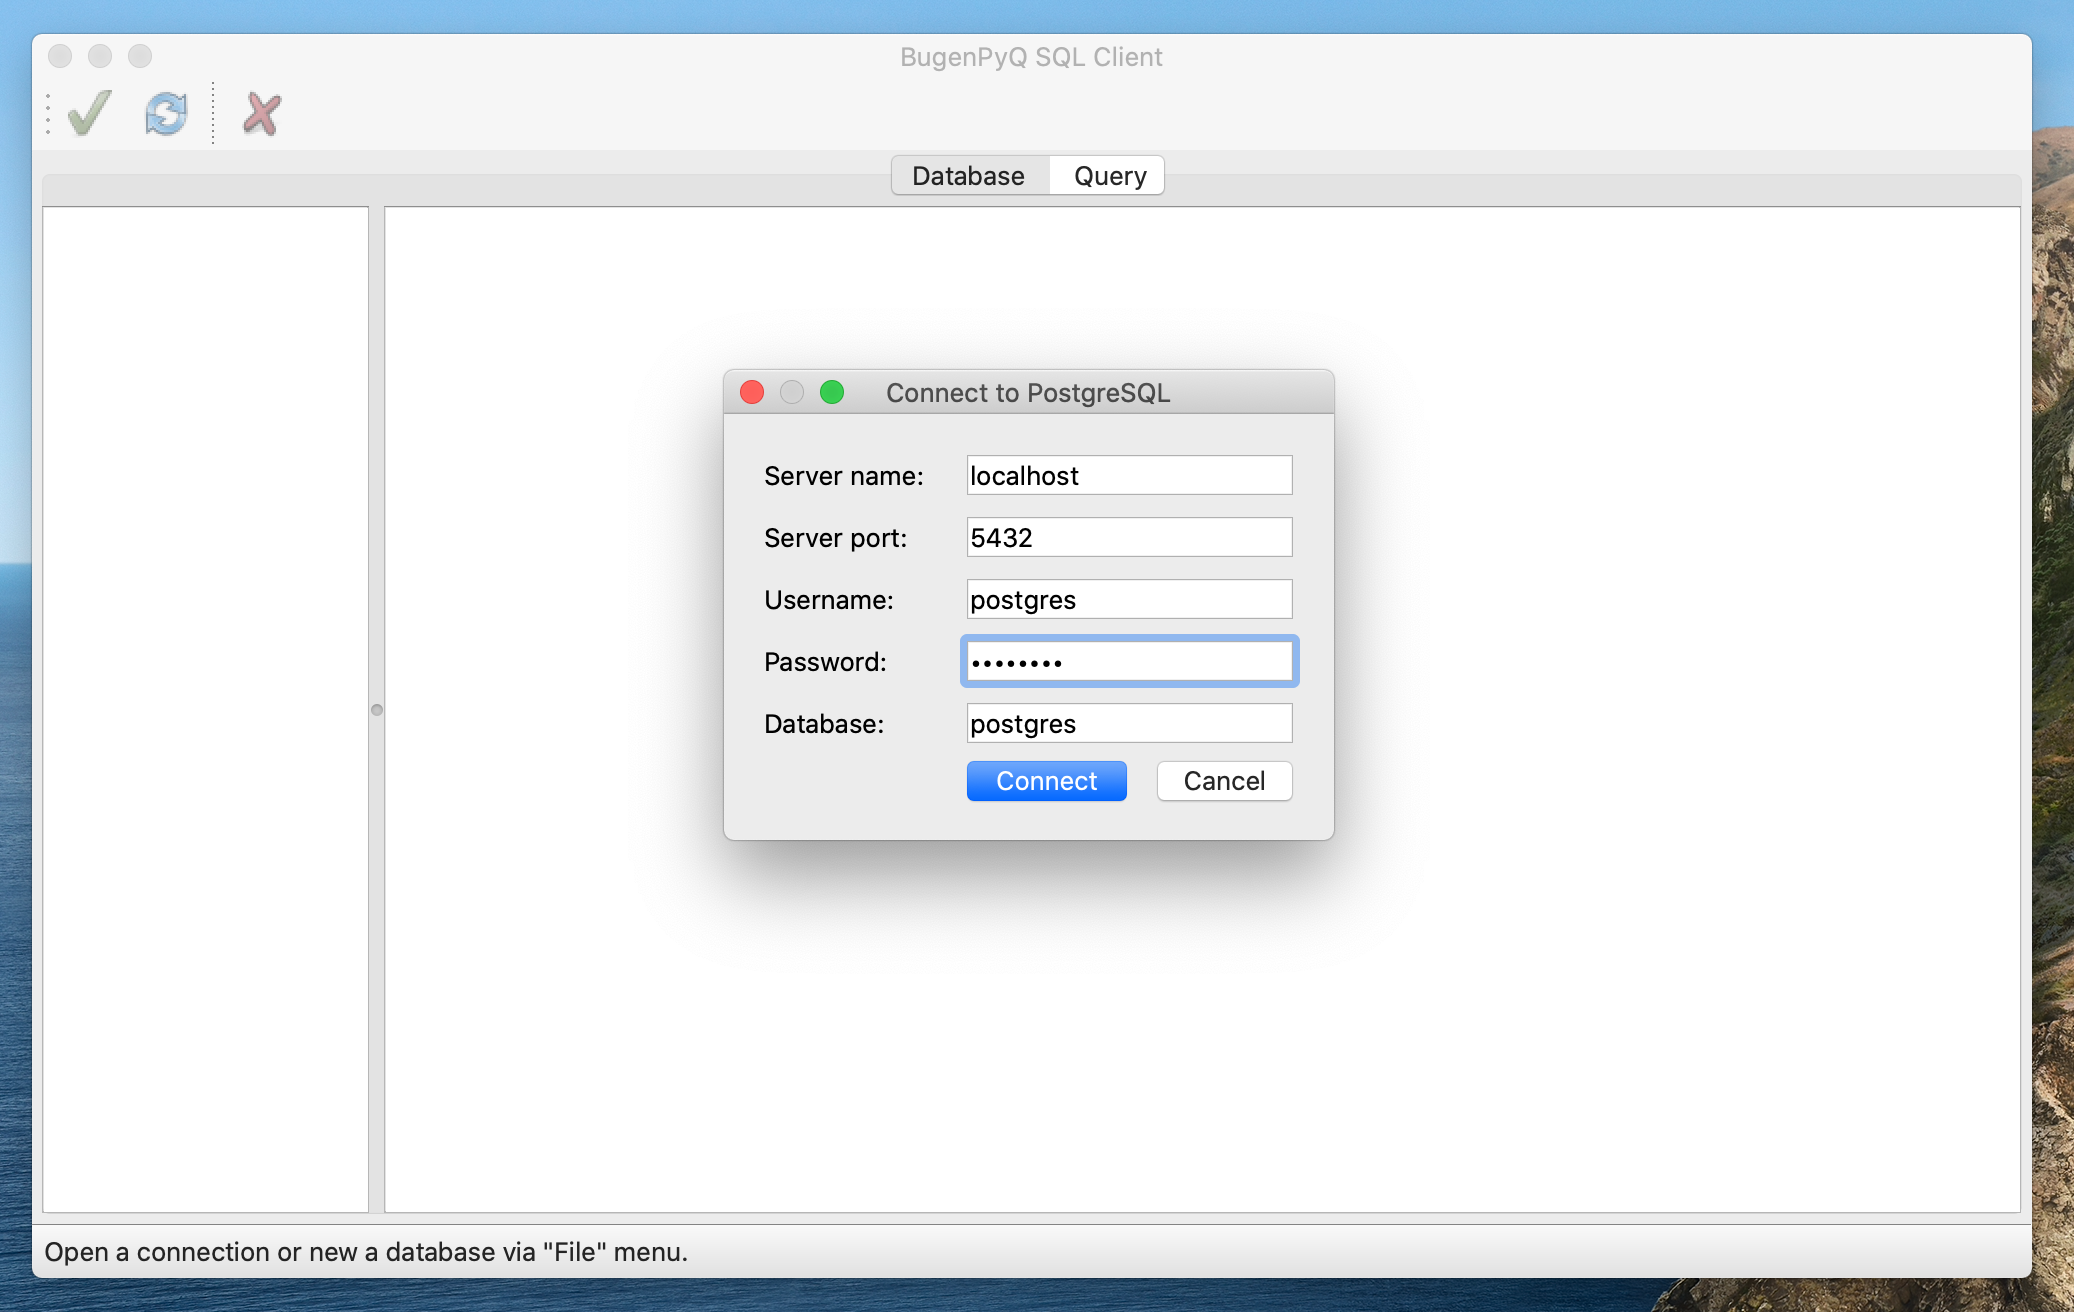 BugenPyQ SQL Client
Database Query
Connect to PostgreSQL
Server name: localhost
Server port: 5432
Username: postgres
Password: ••••••••
Database: postgres
Connect Cancel
Open a connection or new a database via "File" menu.